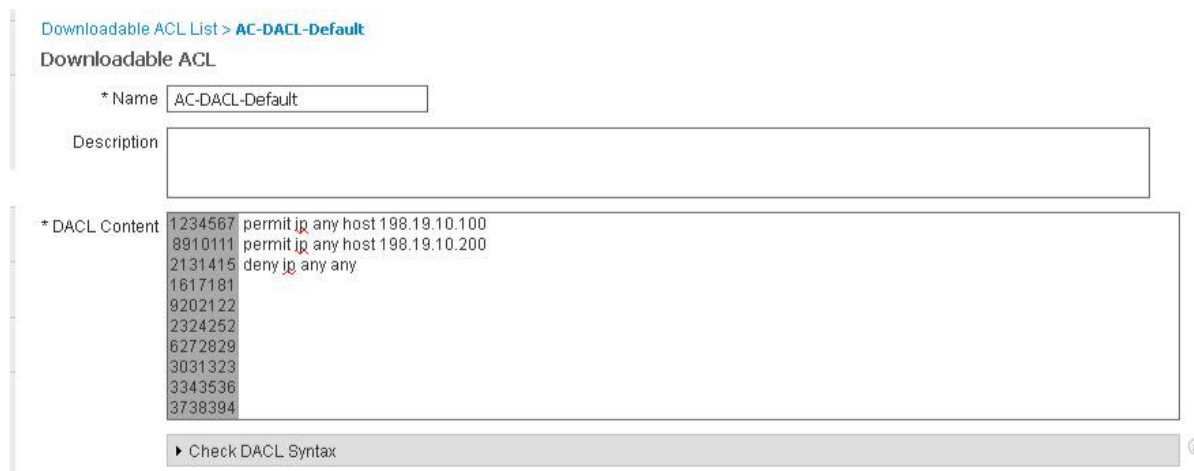 Downloadable ACL List > AC-DACL-Default
Downloadable ACL
* Name AC-DACL-Default
Description
* DACL Content 1234567 permit ip any host 198.19.10.100
8910111 permit ip any host 198.19.10.200
2131415 deny ip any any
1617181
9202122
2324252
6272829
3031323
3343536
3738394
Check DACL Syntax